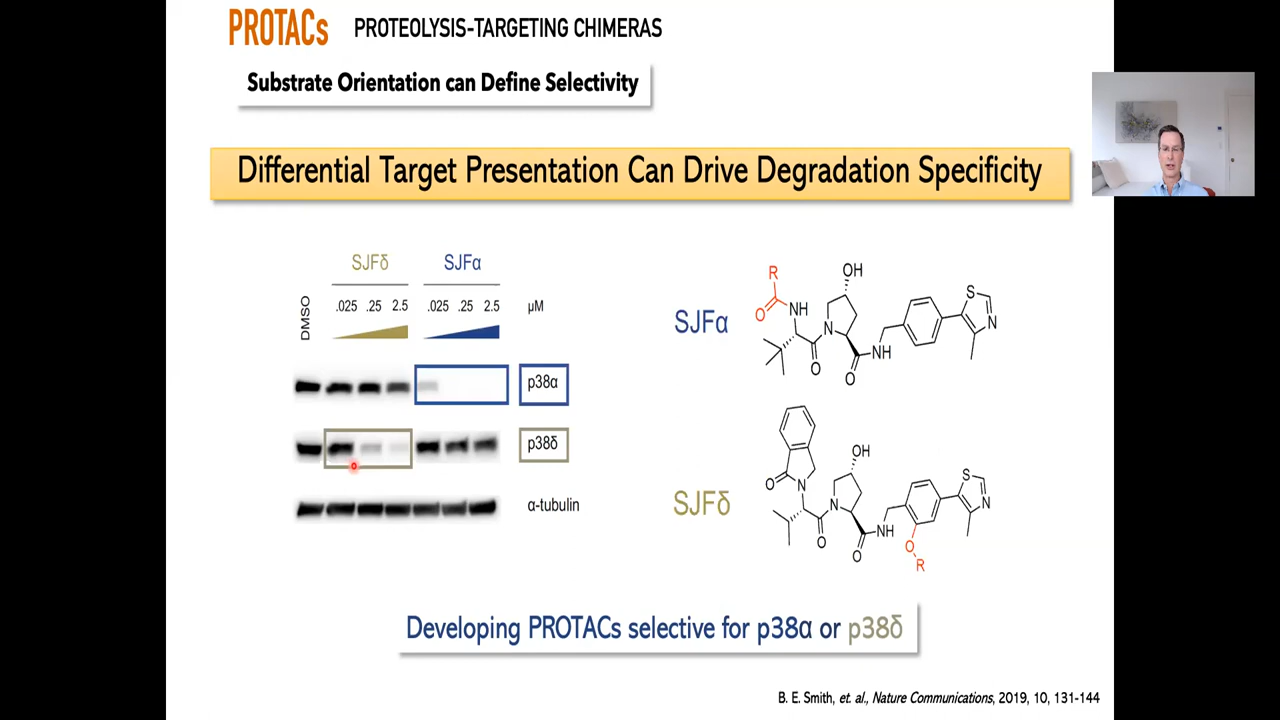 PROTACs PROTEOLYSIS-TARGETING CHIMERAS
Substrate Orientation can Define Selectivity
Differential Target Presentation Can Drive Degradation Specificity
SJFδ SJFα
DMSO .025 .25 2.5 .025 .25 2.5 μM
p38α
p38δ
α-tubulin
SJFα
R
O
NH
OH
N
O
O
NH
S
N
SJFδ
O
N
OH
N
O
O
NH
O
R
S
N
Developing PROTACs selective for p38α or p38δ
B. E. Smith, et. al., Nature Communications, 2019, 10, 131-144